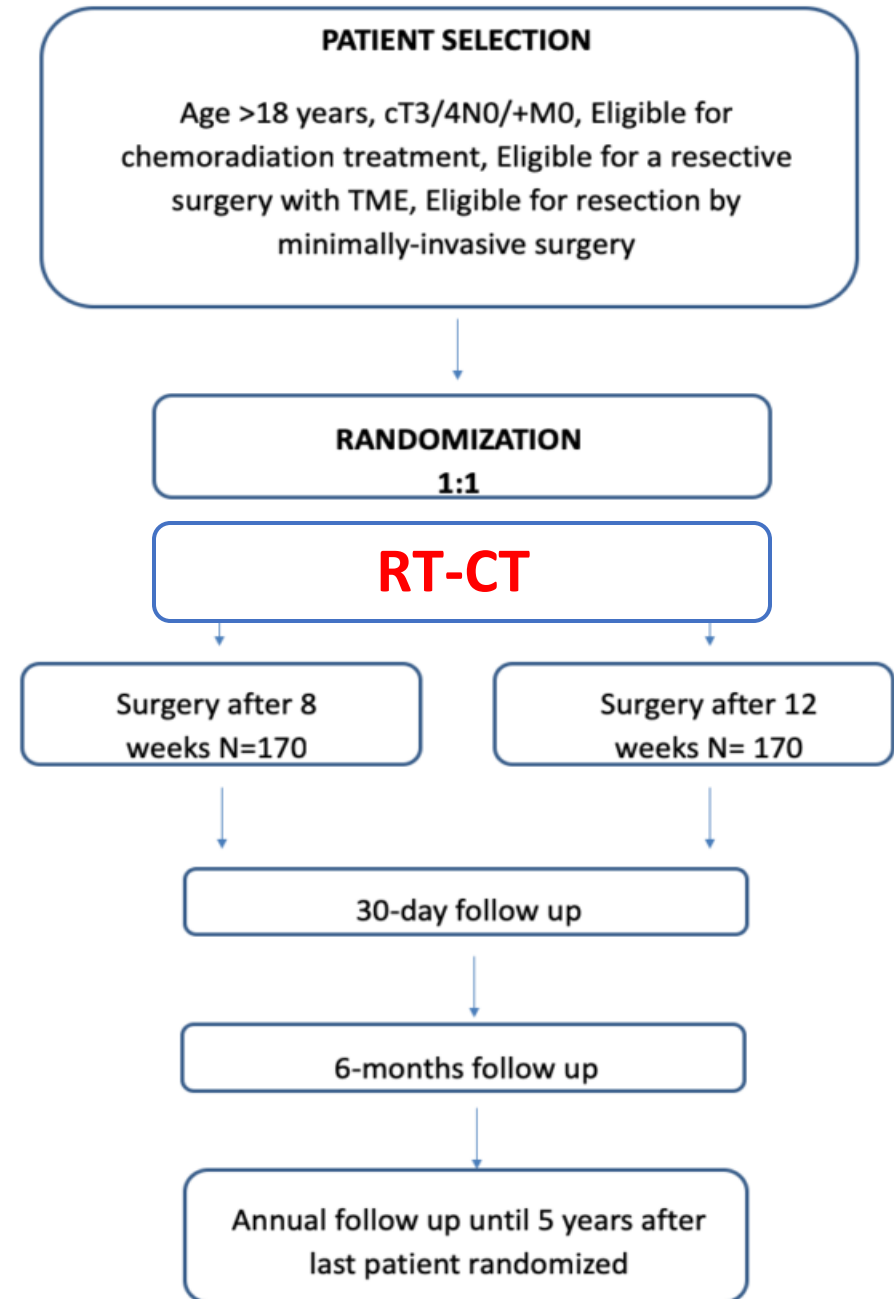 PATIENT SELECTION
Age >18 years, cT3/4N0/+M0, Eligible for
chemoradiation treatment, Eligible for a resective
surgery with TME, Eligible for resection by
minimally-invasive surgery
RANDOMIZATION
1:1
RT-CT
Surgery after 8
weeks N=170
Surgery after 12
weeks N= 170
30-day follow up
6-months follow up
Annual follow up until 5 years after
last patient randomized